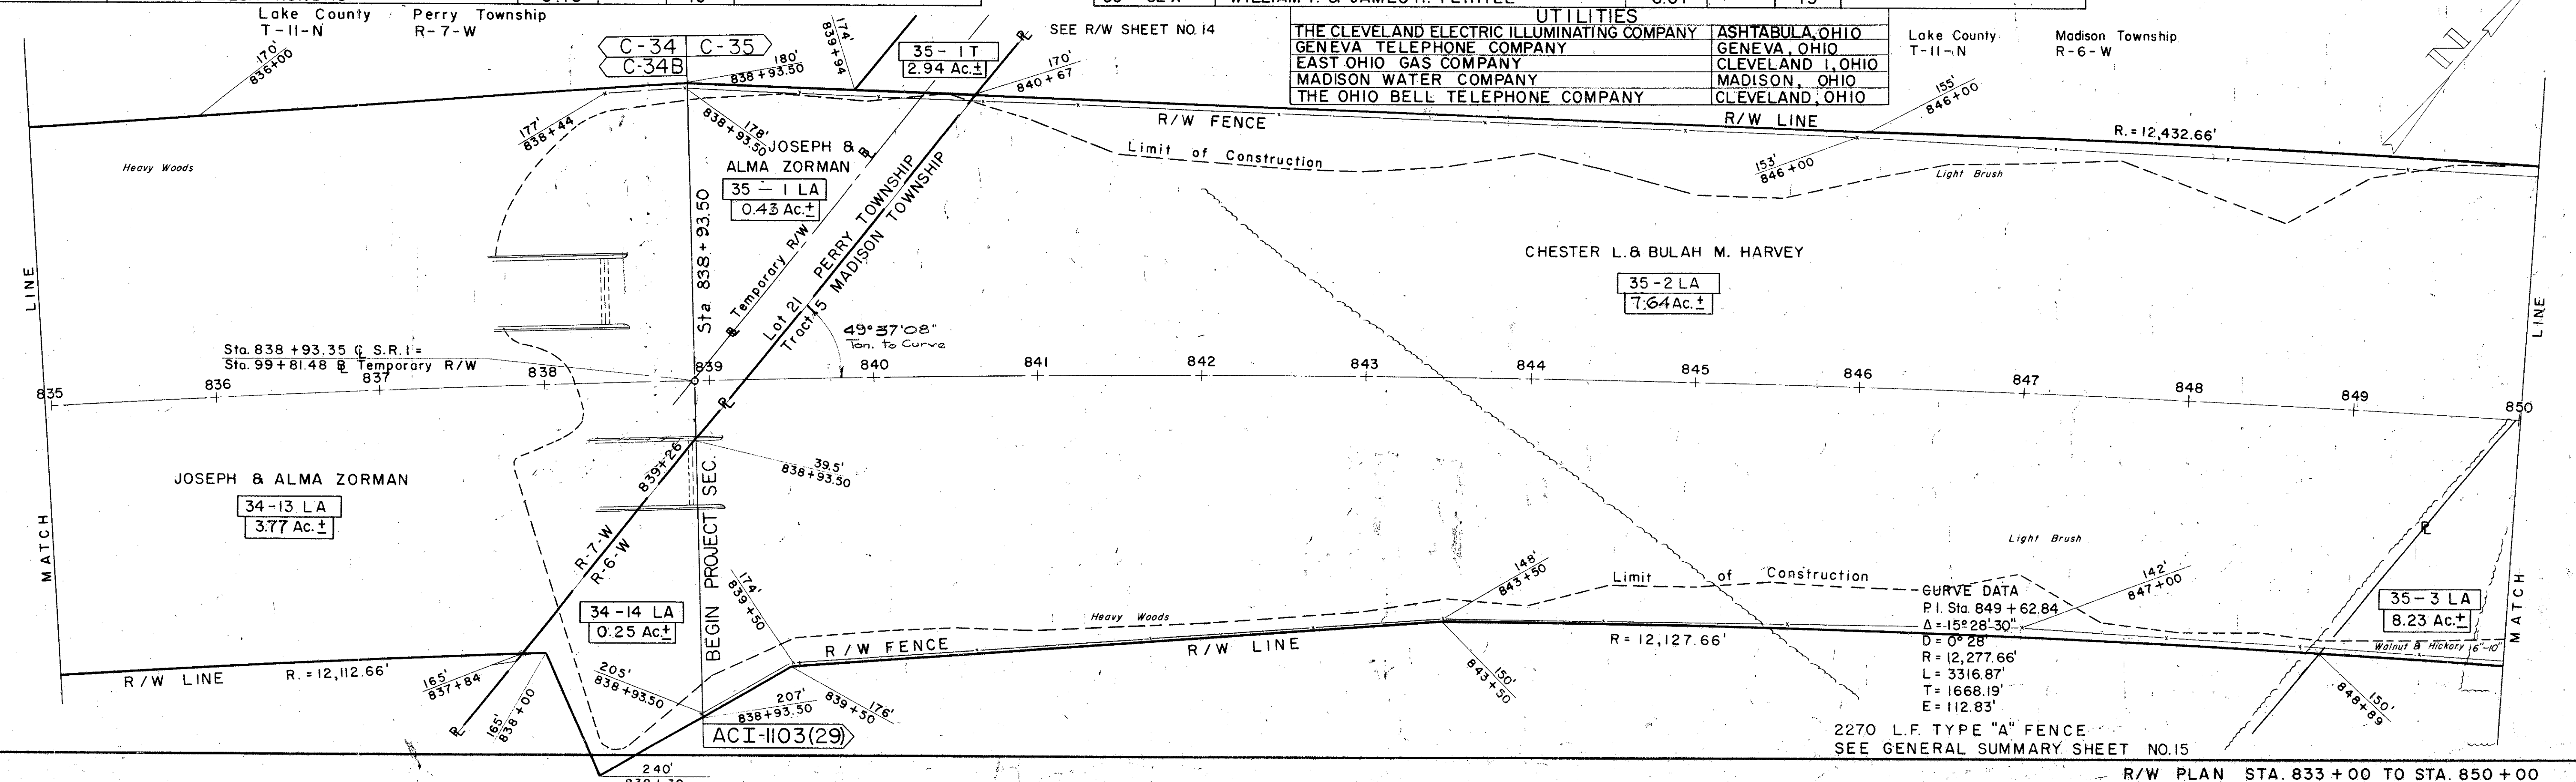 Lake County Perry Township
T-11-N R-7-W
170'
836+00
C-34 C-35
C-34B
180'
838+93.50
174'
839+94
35-1 T
2.94 Ac.±
PL
SEE R/W SHEET NO. 14
170'
840+67
UTILITIES
THE CLEVELAND ELECTRIC ILLUMINATING COMPANY ASHTABULA, OHIO
GENEVA TELEPHONE COMPANY GENEVA, OHIO
EAST OHIO GAS COMPANY CLEVELAND 1, OHIO
MADISON WATER COMPANY MADISON, OHIO
THE OHIO BELL TELEPHONE COMPANY CLEVELAND, OHIO
Lake County Madison Township
T-11-N R-6-W
N
155'
846+00
177'
838+44
178'
838+93.50
R/W FENCE
R/W LINE
R.=12,432.66'
Heavy Woods
JOSEPH &
ALMA ZORMAN
35-1 LA
0.43 Ac.±
BL
Limit of Construction
153'
846+00
Light Brush
Sta. 838+93.50
BL Temporary R/W
PERRY TOWNSHIP
MADISON TOWNSHIP
Lot 21
Tract 15
CHESTER L. & BULAH M. HARVEY
35-2 LA
7.64 Ac.±
LINE
LINE
49°37'08"
Tan. to Curve
Sta. 838+93.35 CL S.R.1 =
Sta. 99+81.48 BL Temporary R/W
835 836 837 838 839 840 841 842 843 844 845 846 847 848 849 850
PL
JOSEPH & ALMA ZORMAN
34-13 LA
3.77 Ac.±
839+26
39.5'
838+93.50
PL
R-7-W
R-6-W
BEGIN PROJECT SEC.
MATCH
MATCH
Light Brush
174'
839+50
148'
843+50
Limit of Construction
142'
847+00
34-14 LA
0.25 Ac.±
Heavy Woods
35-3 LA
8.23 Ac.±
CURVE DATA
P.I. Sta. 849+62.84
Δ=15°28'-30"
D=0°28'
R=12,277.66'
L=3316.87'
T=1668.19'
E=112.83'
R/W LINE
R.=12,112.66'
165'
837+84
165'
838+00
205'
838+93.50
207'
838+93.50
R/W FENCE
R/W LINE
R=12,127.66'
Walnut & Hickory 6"-10"
176'
839+50
150'
843+50
150'
848+89
PL
ACI-1103(29)
2270 L.F. TYPE "A" FENCE
SEE GENERAL SUMMARY SHEET NO.15
240'
R/W PLAN STA. 833+00 TO STA. 850+00